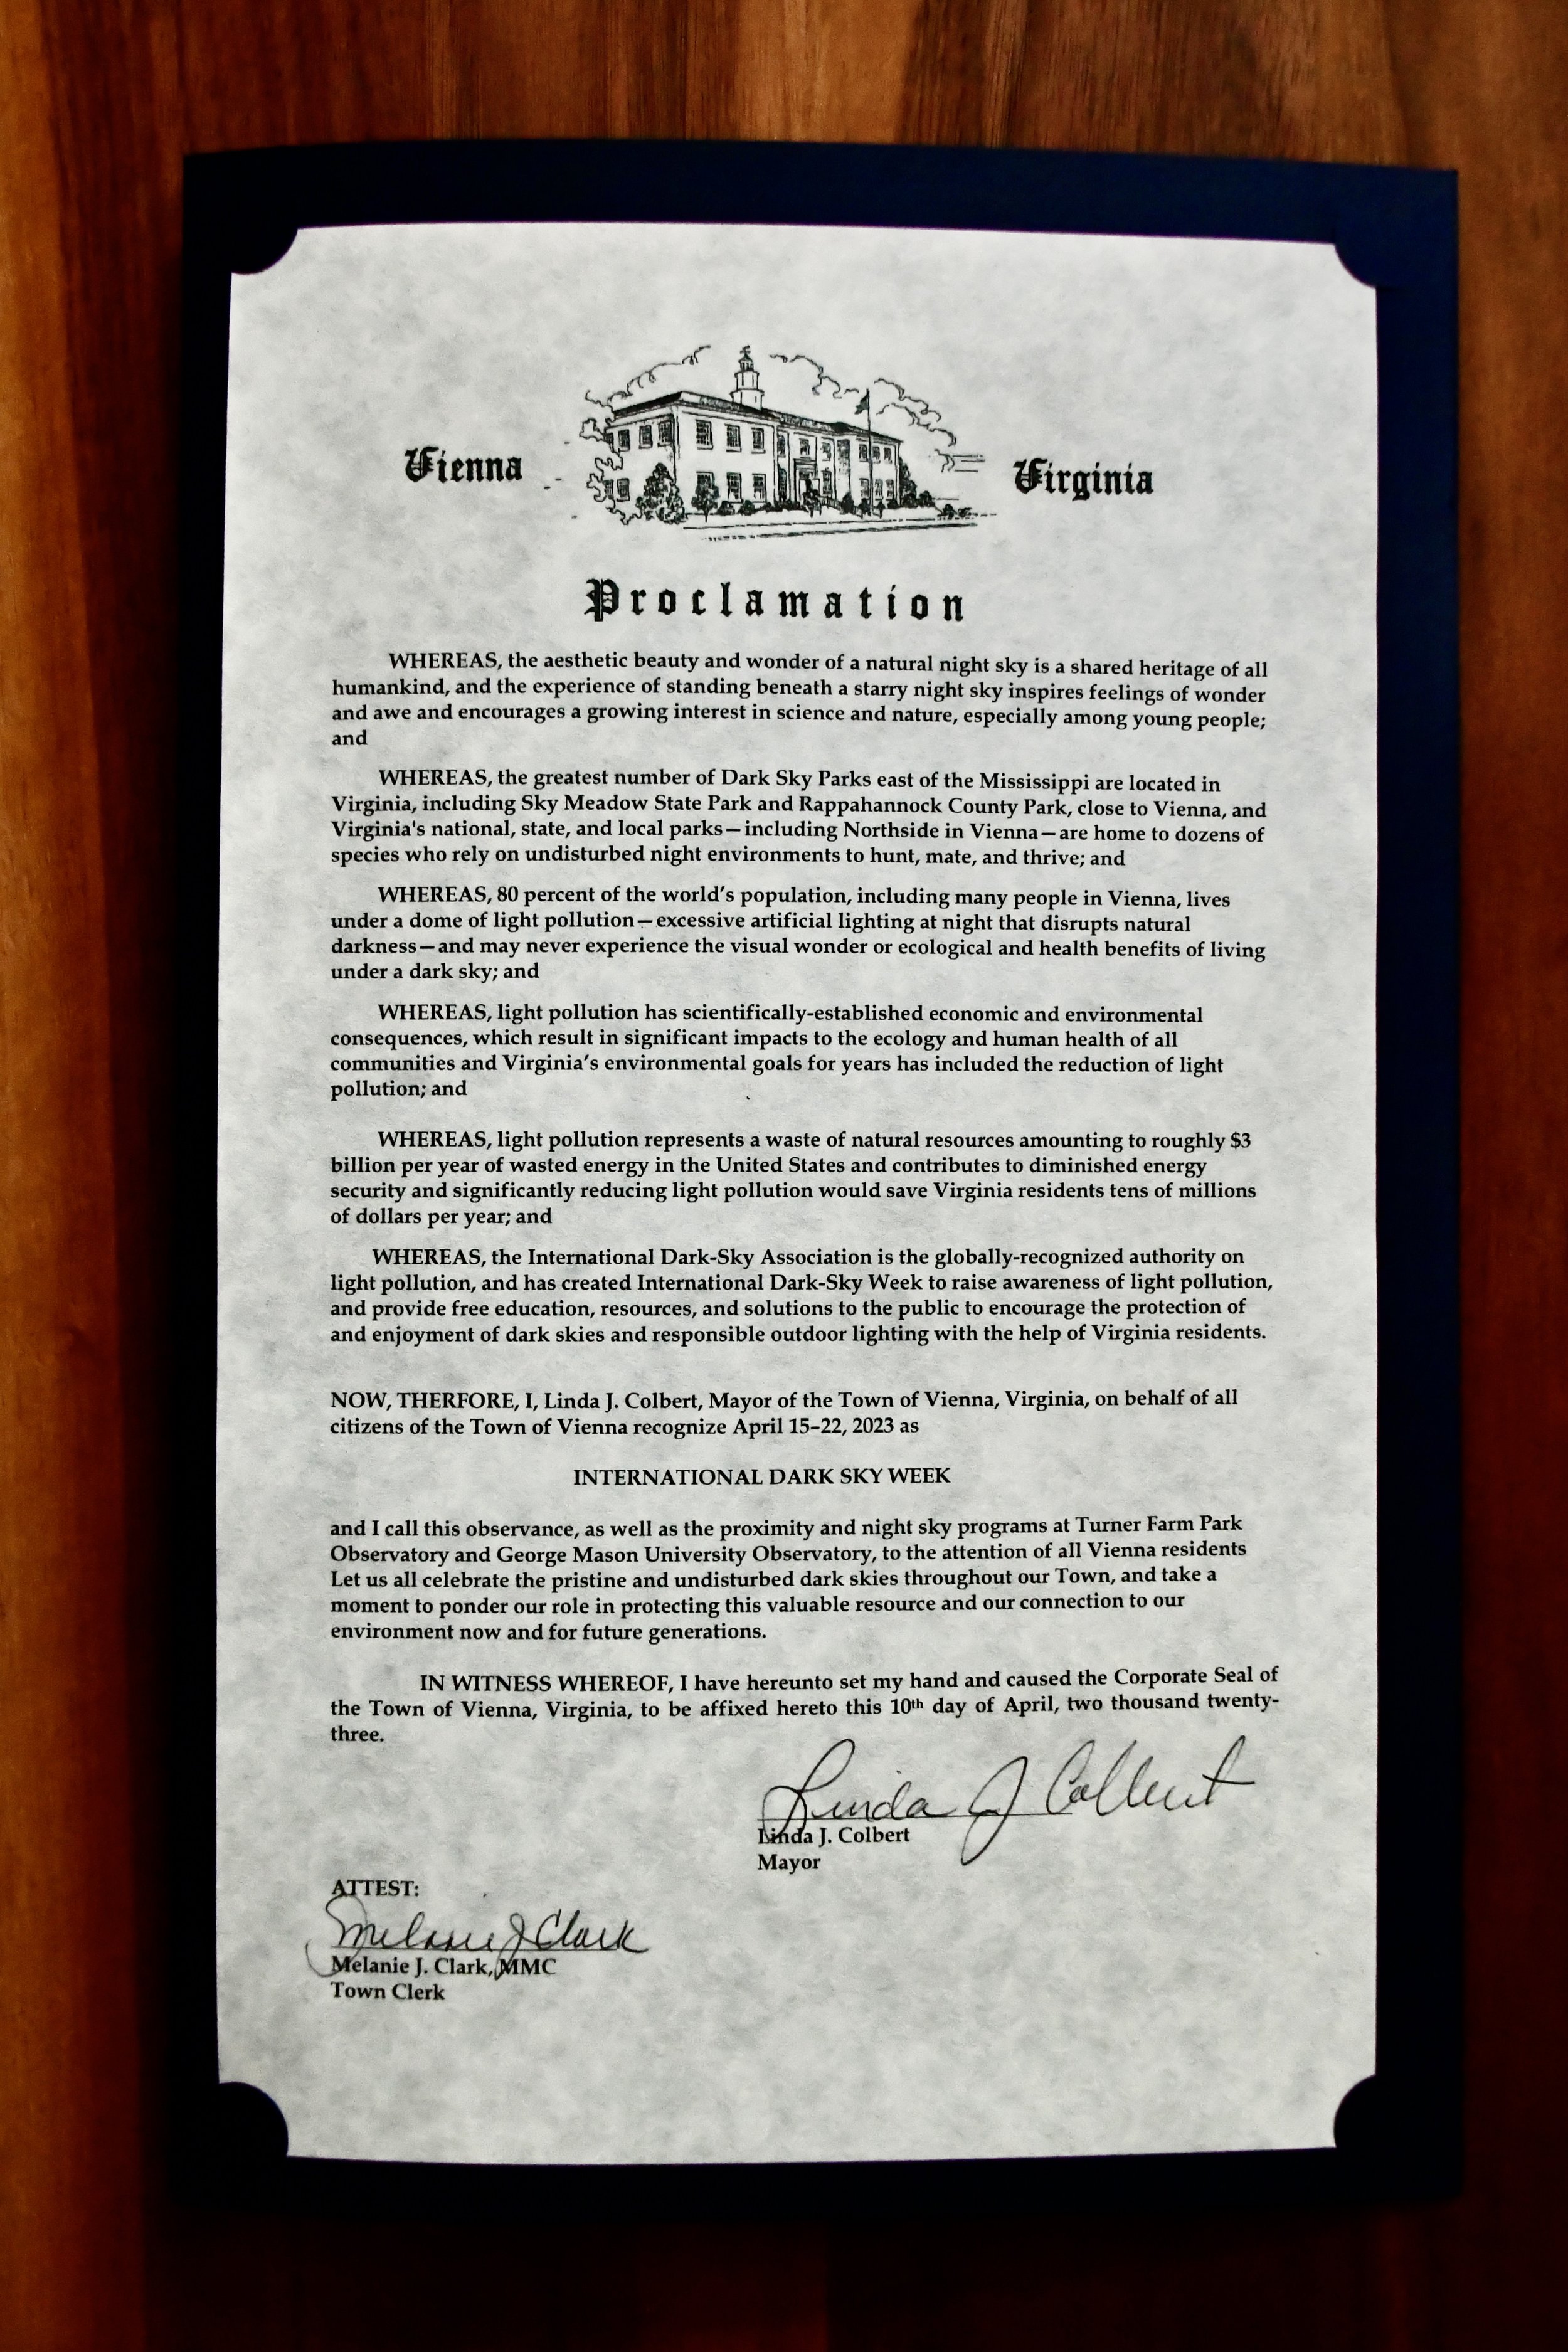 Vienna Virginia
Proclamation
WHEREAS, the aesthetic beauty and wonder of a natural night sky is a shared heritage of all
humankind, and the experience of standing beneath a starry night sky inspires feelings of wonder
and awe and encourages a growing interest in science and nature, especially among young people;
and
WHEREAS, the greatest number of Dark Sky Parks east of the Mississippi are located in
Virginia, including Sky Meadow State Park and Rappahannock County Park, close to Vienna, and
Virginia's national, state, and local parks—including Northside in Vienna—are home to dozens of
species who rely on undisturbed night environments to hunt, mate, and thrive; and
WHEREAS, 80 percent of the world's population, including many people in Vienna, lives
under a dome of light pollution—excessive artificial lighting at night that disrupts natural
darkness—and may never experience the visual wonder or ecological and health benefits of living
under a dark sky; and
WHEREAS, light pollution has scientifically-established economic and environmental
consequences, which result in significant impacts to the ecology and human health of all
communities and Virginia's environmental goals for years has included the reduction of light
pollution; and
WHEREAS, light pollution represents a waste of natural resources amounting to roughly $3
billion per year of wasted energy in the United States and contributes to diminished energy
security and significantly reducing light pollution would save Virginia residents tens of millions
of dollars per year; and
WHEREAS, the International Dark-Sky Association is the globally-recognized authority on
light pollution, and has created International Dark-Sky Week to raise awareness of light pollution,
and provide free education, resources, and solutions to the public to encourage the protection of
and enjoyment of dark skies and responsible outdoor lighting with the help of Virginia residents.
NOW, THERFORE, I, Linda J. Colbert, Mayor of the Town of Vienna, Virginia, on behalf of all
citizens of the Town of Vienna recognize April 15–22, 2023 as
INTERNATIONAL DARK SKY WEEK
and I call this observance, as well as the proximity and night sky programs at Turner Farm Park
Observatory and George Mason University Observatory, to the attention of all Vienna residents
Let us all celebrate the pristine and undisturbed dark skies throughout our Town, and take a
moment to ponder our role in protecting this valuable resource and our connection to our
environment now and for future generations.
IN WITNESS WHEREOF, I have hereunto set my hand and caused the Corporate Seal of
the Town of Vienna, Virginia, to be affixed hereto this 10th day of April, two thousand twenty-
three.
Linda J Colbert
Linda J. Colbert
Mayor
ATTEST:
Melanie J Clark
Melanie J. Clark, MMC
Town Clerk